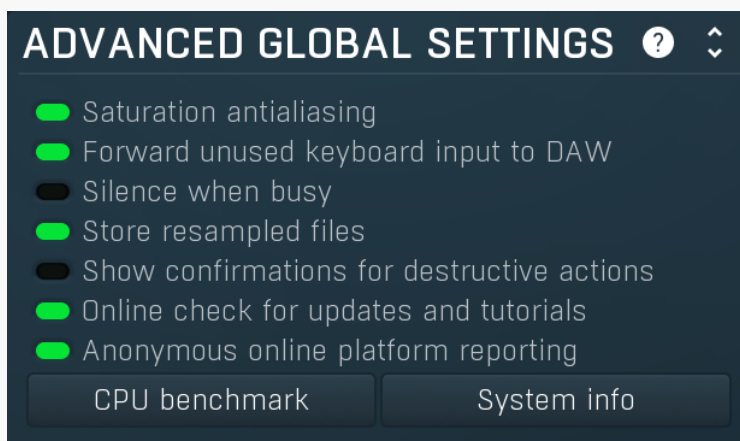 ADVANCED GLOBAL SETTINGS ?
Saturation antialiasing
Forward unused keyboard input to DAW
Silence when busy
Store resampled files
Show confirmations for destructive actions
Online check for updates and tutorials
Anonymous online platform reporting
CPU benchmark System info